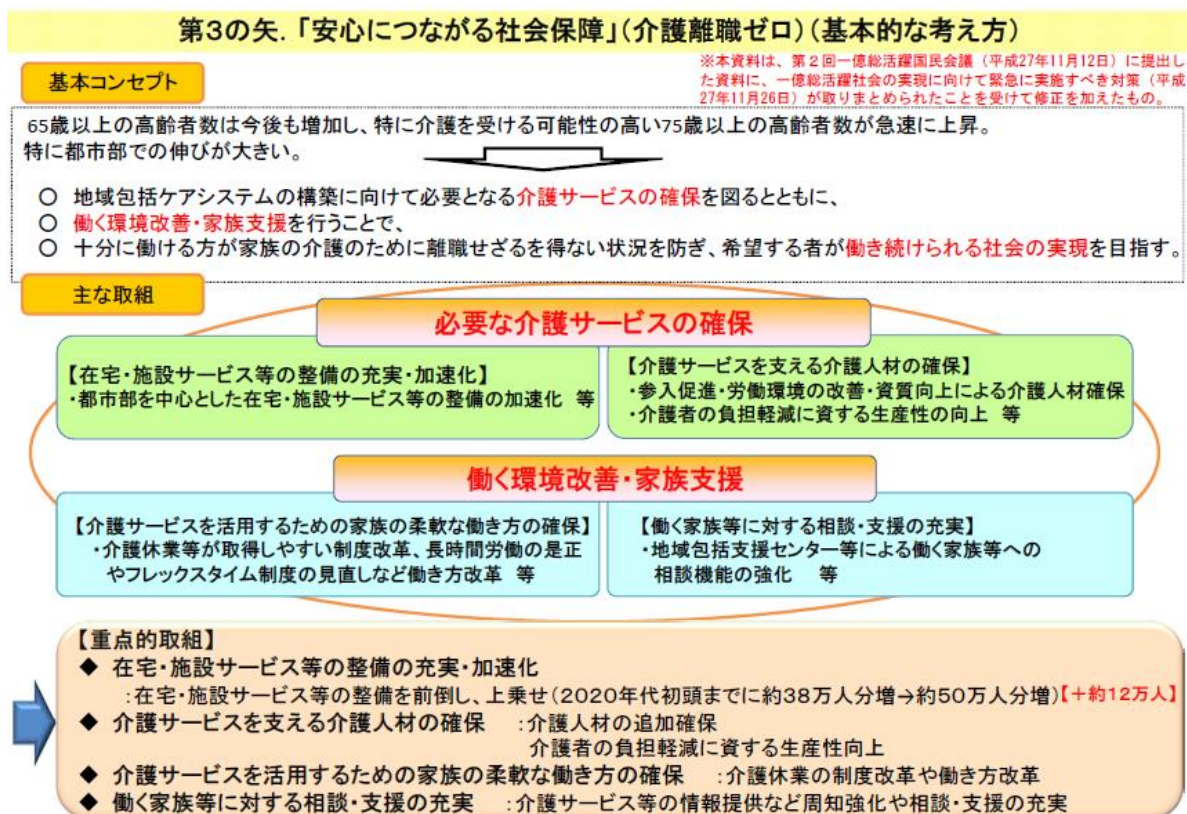 第3の矢.「安心につながる社会保障」(介護離職ゼロ)(基本的な考え方)
※本資料は、第2回一億総活躍国民会議(平成27年11月12日)に提出し
た資料に、一億総活躍社会の実現に向けて緊急に実施すべき対策(平成
27年11月26日)が取りまとめられたことを受けて修正を加えたもの。
基本コンセプト
65歳以上の高齢者数は今後も増加し、特に介護を受ける可能性の高い75歳以上の高齢者数が急速に上昇。
特に都市部での伸びが大きい。
○ 地域包括ケアシステムの構築に向けて必要となる介護サービスの確保を図るとともに、
○ 働く環境改善・家族支援を行うことで、
○ 十分に働ける方が家族の介護のために離職せざるを得ない状況を防ぎ、希望する者が働き続けられる社会の実現を目指す。
主な取組
必要な介護サービスの確保
【在宅・施設サービス等の整備の充実・加速化】
・都市部を中心とした在宅・施設サービス等の整備の加速化 等
【介護サービスを支える介護人材の確保】
・参入促進・労働環境の改善・資質向上による介護人材確保
・介護者の負担軽減に資する生産性の向上 等
働く環境改善・家族支援
【介護サービスを活用するための家族の柔軟な働き方の確保】
・介護休業等が取得しやすい制度改革、長時間労働の是正
やフレックスタイム制度の見直しなど働き方改革 等
【働く家族等に対する相談・支援の充実】
・地域包括支援センター等による働く家族等への
相談機能の強化 等
【重点的取組】
◆ 在宅・施設サービス等の整備の充実・加速化
:在宅・施設サービス等の整備を前倒し、上乗せ(2020年代初頭までに約38万人分増→約50万人分増)【+約12万人】
◆ 介護サービスを支える介護人材の確保 :介護人材の追加確保
介護者の負担軽減に資する生産性向上
◆ 介護サービスを活用するための家族の柔軟な働き方の確保 :介護休業の制度改革や働き方改革
◆ 働く家族等に対する相談・支援の充実 :介護サービス等の情報提供など周知強化や相談・支援の充実